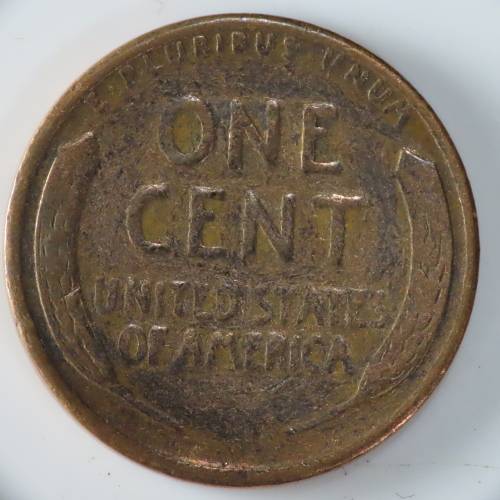 E PLURIBUS UNUM
ONE
CENT
UNITED STATES
OF AMERICA